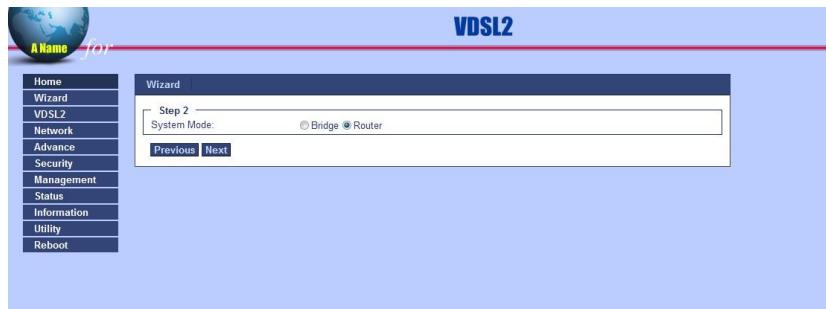 VDSL2
A Name for
Home
Wizard
VDSL2
Network
Advance
Security
Management
Status
Information
Utility
Reboot
Wizard
Step 2
System Mode: Bridge Router
Previous Next